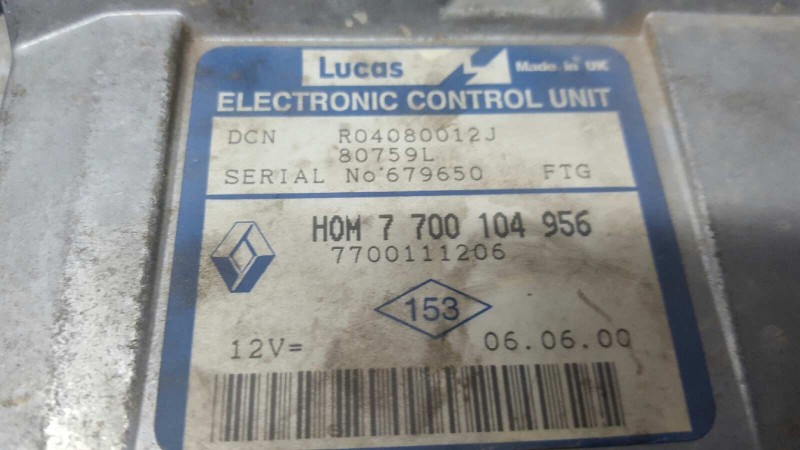 Lucas Made in UK
ELECTRONIC CONTROL UNIT
DCN R04080012J
80759L
SERIAL No 679650 FTG
HOM 7 700 104 956
7700111206
153
12V= 06.06.00